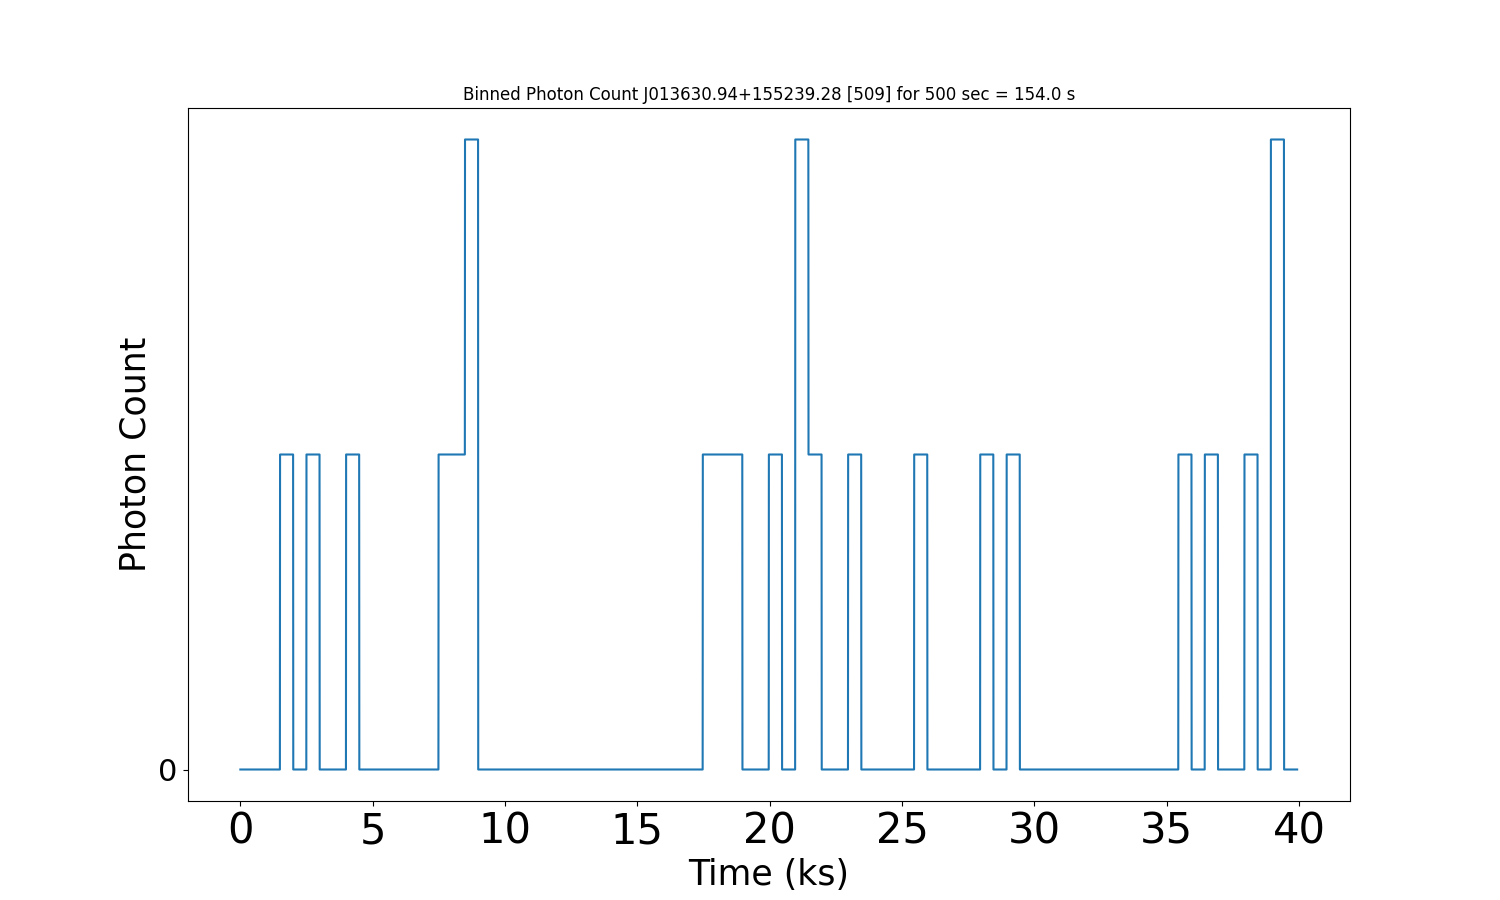 Binned Photon Count J013630.94+155239.28 [509] for 500 sec = 154.0 s
Photon Count
0
0 5 10 15 20 25 30 35 40
Time (ks)